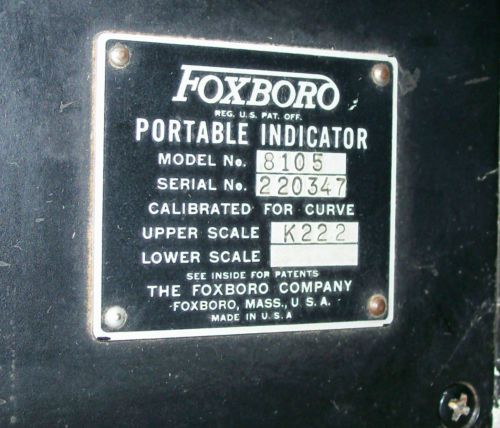 FOXBORO
REG. U.S. PAT. OFF.
PORTABLE INDICATOR
MODEL No. 8105
SERIAL No. 220347
CALIBRATED FOR CURVE
UPPER SCALE K222
LOWER SCALE
SEE INSIDE FOR PATENTS
THE FOXBORO COMPANY
FOXBORO, MASS., U.S.A.
MADE IN U.S.A